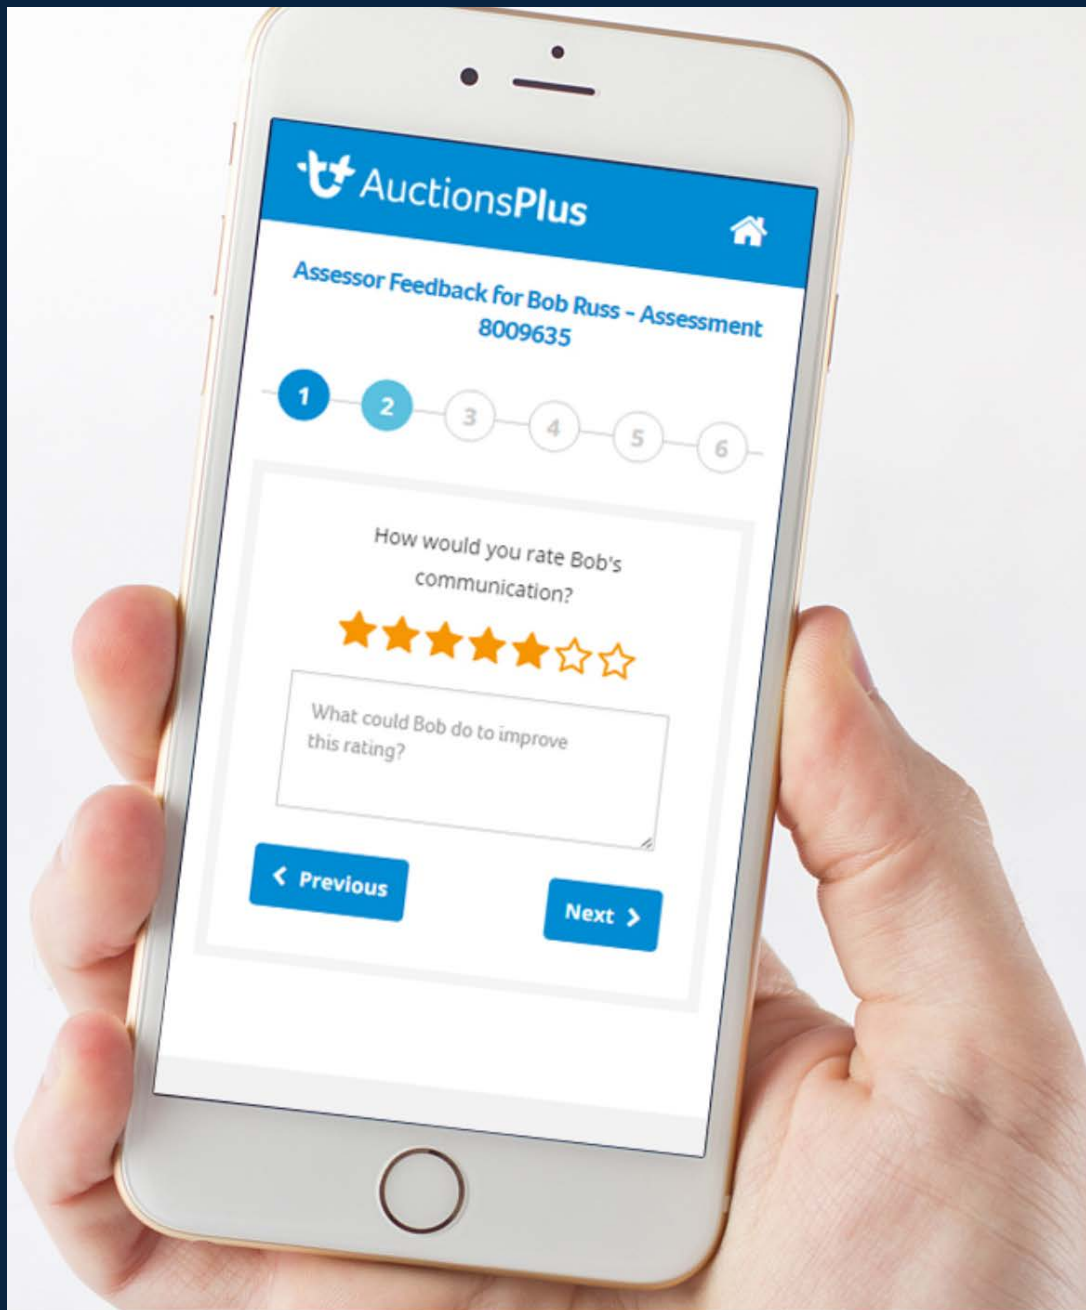 AuctionsPlus
Assessor Feedback for Bob Russ – Assessment
8009635
1 2 3 4 5 6
How would you rate Bob's
communication?
What could Bob do to improve
this rating?
Previous
Next